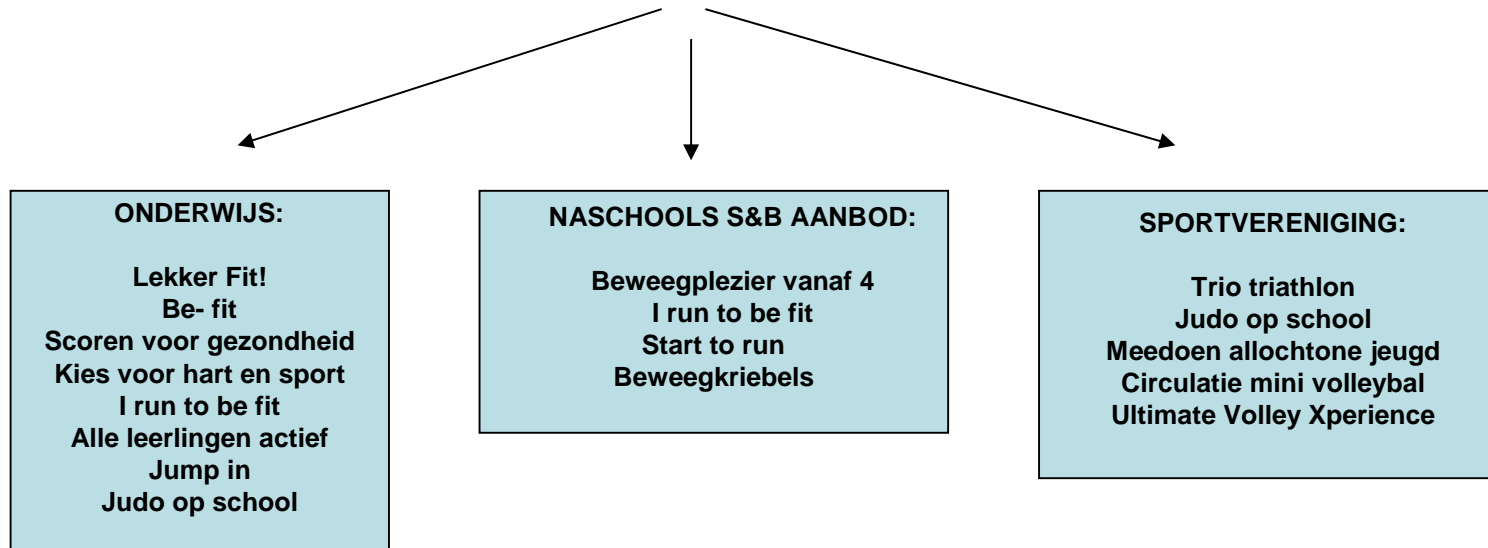 ONDERWIJS:
Lekker Fit!
Be- fit
Scoren voor gezondheid
Kies voor hart en sport
I run to be fit
Alle leerlingen actief
Jump in
Judo op school
NASCHOOLS S&B AANBOD:
Beweegplezier vanaf 4
I run to be fit
Start to run
Beweegkriebels
SPORTVERENIGING:
Trio triathlon
Judo op school
Meedoen allochtone jeugd
Circulatie mini volleybal
Ultimate Volley Xperience